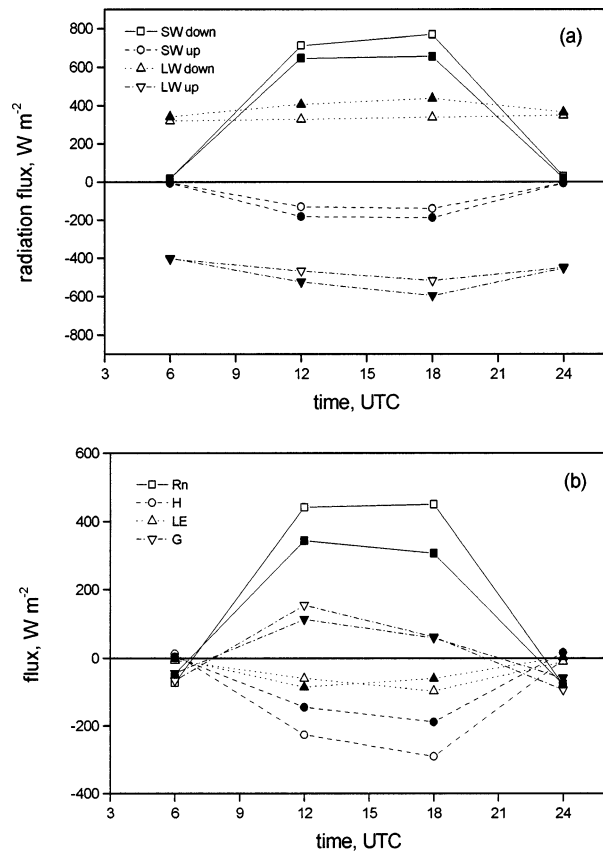 (a)
SW down
SW up
LW down
LW up
800
600
400
200
0
-200
-400
-600
-800
radiation flux, W m-2
3 6 9 12 15 18 21 24
time, UTC
(b)
Rn
H
LE
G
600
400
200
0
-200
-400
flux, W m-2
3 6 9 12 15 18 21 24
time, UTC